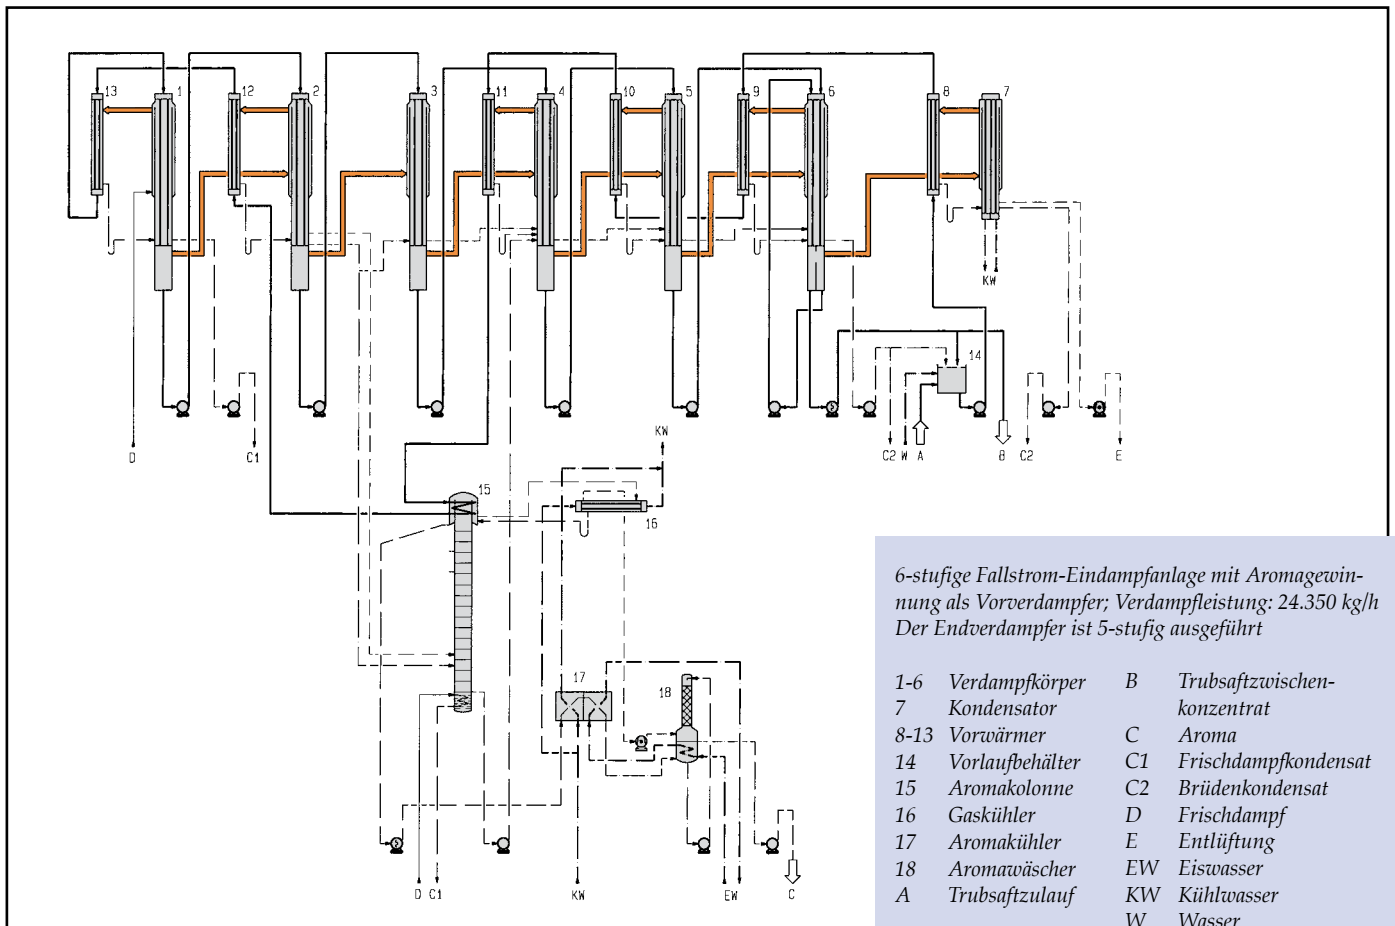 13
1
12
2
3
11
4
10
5
9
6
8
7
KW
14
D
C1
C2
W
A
B
C2
E
KW
15
16
17
18
D
C1
KW
EW
C
6-stufige Fallstrom-Eindampfanlage mit Aromagewin-
nung als Vorverdampfer; Verdampfleistung: 24.350 kg/h
Der Endverdampfer ist 5-stufig ausgeführt
1-6 Verdampfkörper
7 Kondensator
8-13 Vorwärmer
14 Vorlaufbehälter
15 Aromakolonne
16 Gaskühler
17 Aromakühler
18 Aromawäscher
A Trubsaftzulauf
B Trubsaftzwischen-
konzentrat
C Aroma
C1 Frischdampfkondensat
C2 Brüdenkondensat
D Frischdampf
E Entlüftung
EW Eiswasser
KW Kühlwasser
W Wasser